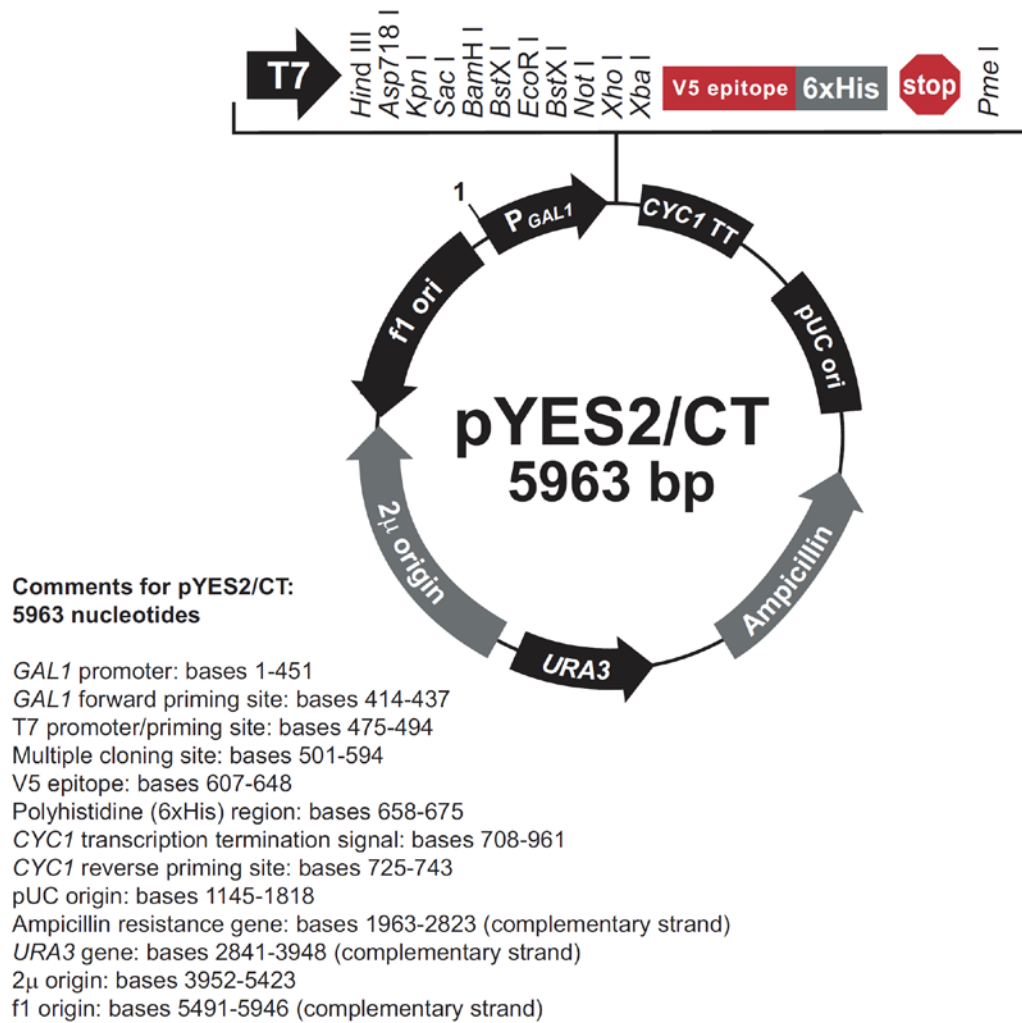 T7
Hind III
Asp718 I
Kpn I
Sac I
BamH I
BstX I
EcoR I
BstX I
Not I
Xho I
Xba I
V5 epitope
6xHis
stop
Pme I
1
P GAL1
CYC1 TT
f1 ori
pUC ori
pYES2/CT
5963 bp
2μ origin
Ampicillin
URA3
Comments for pYES2/CT:
5963 nucleotides
GAL1 promoter: bases 1-451
GAL1 forward priming site: bases 414-437
T7 promoter/priming site: bases 475-494
Multiple cloning site: bases 501-594
V5 epitope: bases 607-648
Polyhistidine (6xHis) region: bases 658-675
CYC1 transcription termination signal: bases 708-961
CYC1 reverse priming site: bases 725-743
pUC origin: bases 1145-1818
Ampicillin resistance gene: bases 1963-2823 (complementary strand)
URA3 gene: bases 2841-3948 (complementary strand)
2μ origin: bases 3952-5423
f1 origin: bases 5491-5946 (complementary strand)